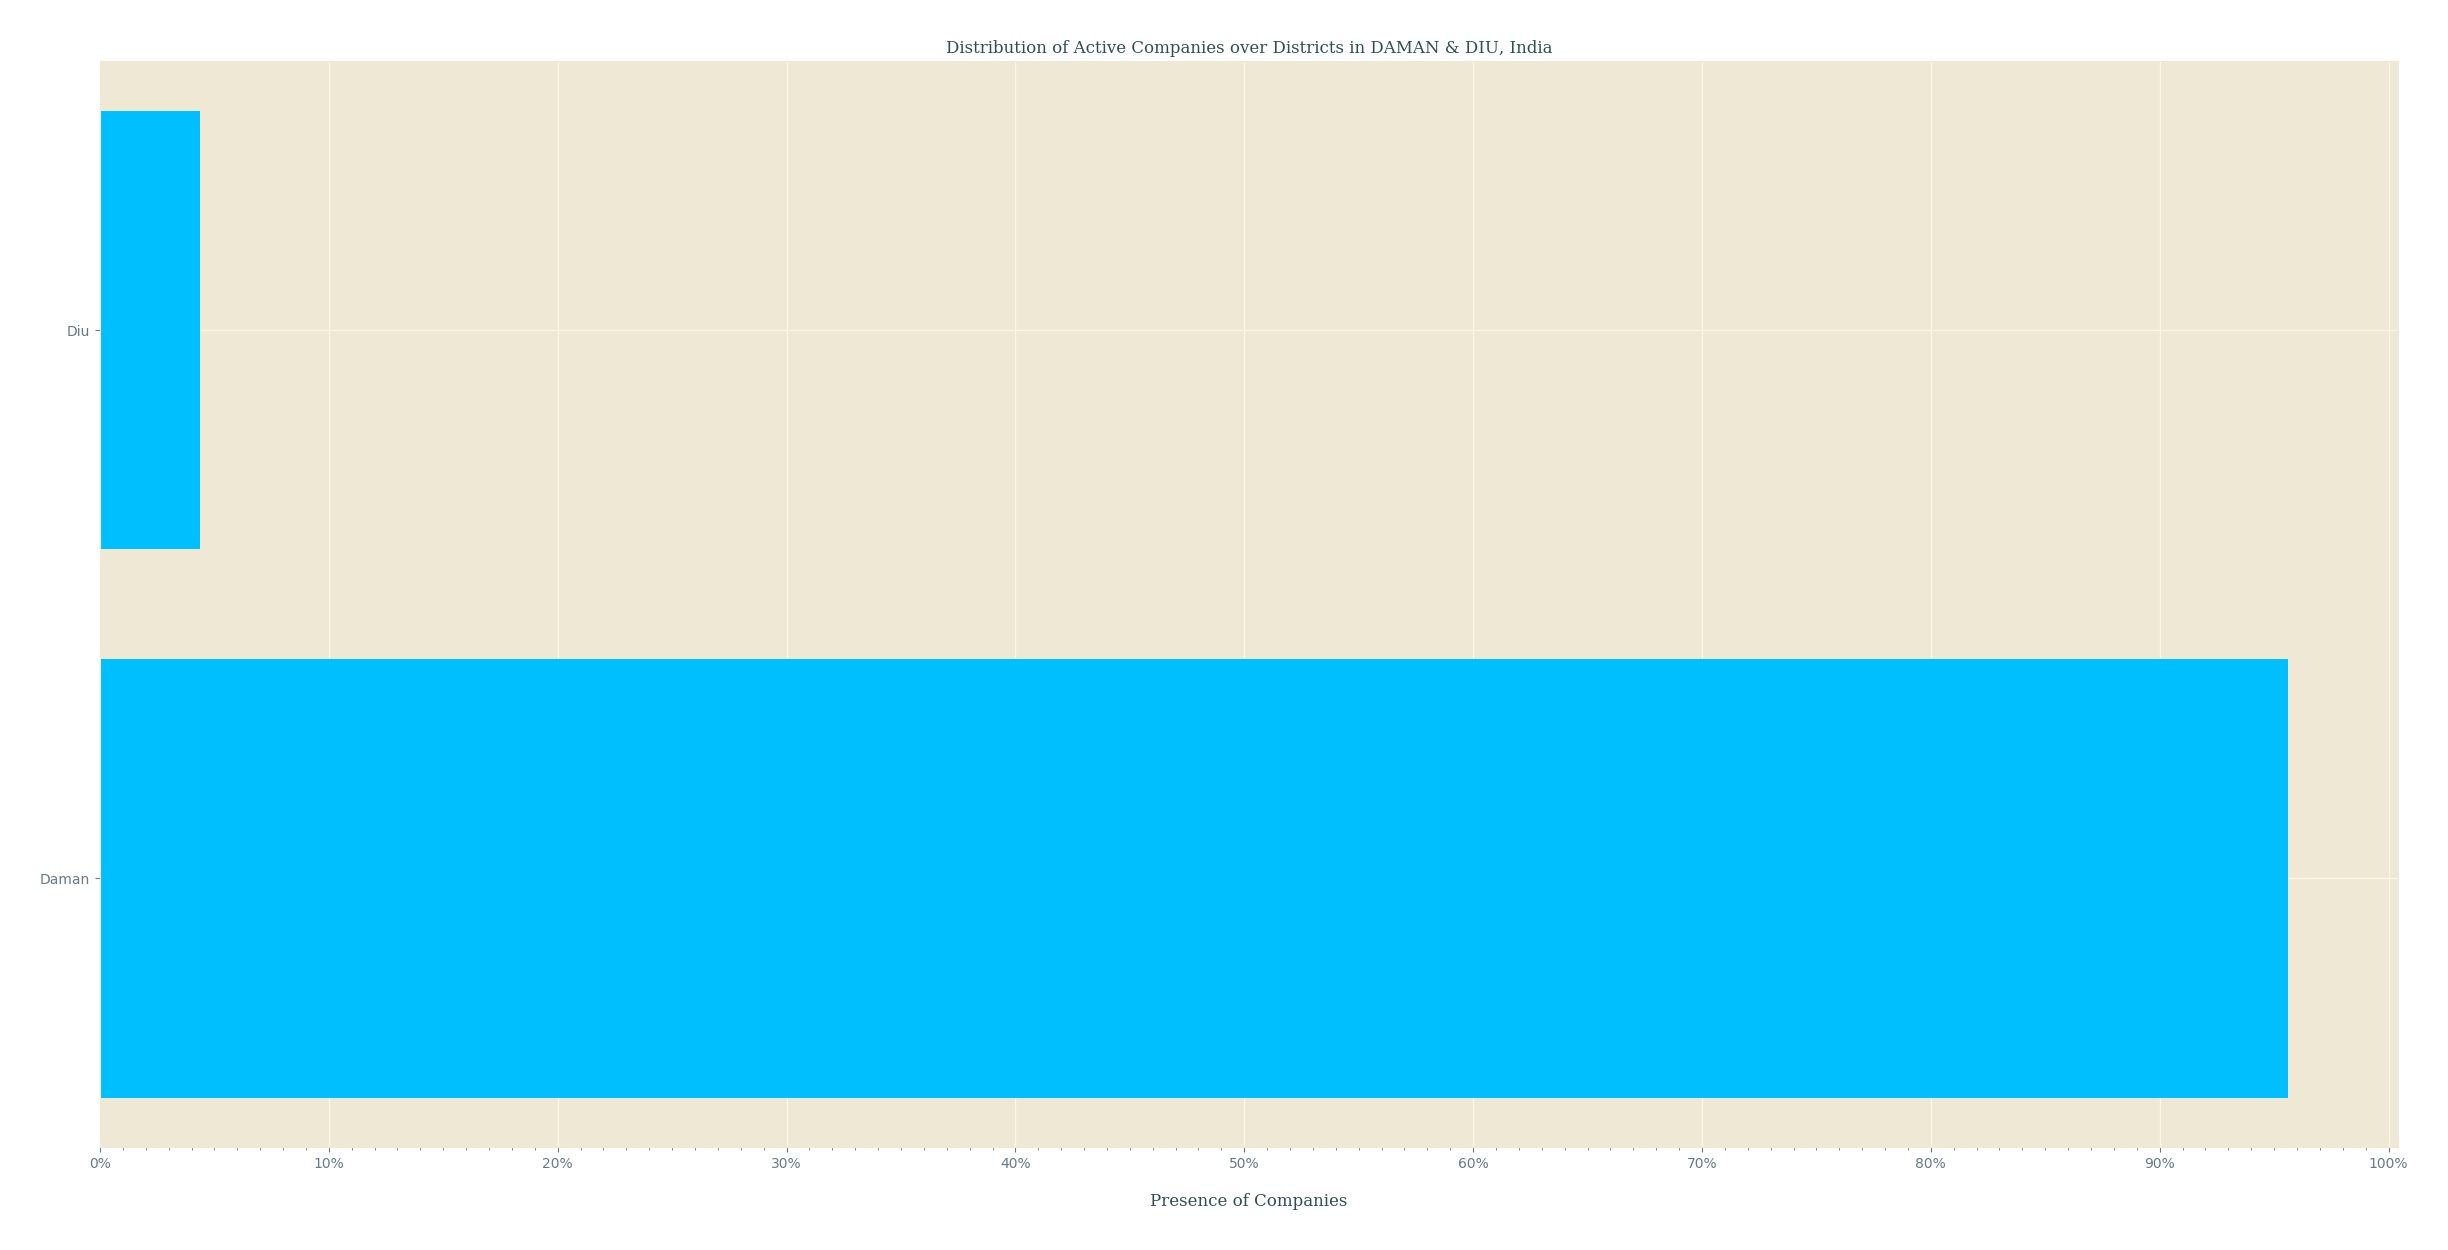 Distribution of Active Companies over Districts in DAMAN & DIU, India
Diu
Daman
0% 10% 20% 30% 40% 50% 60% 70% 80% 90% 100%
Presence of Companies